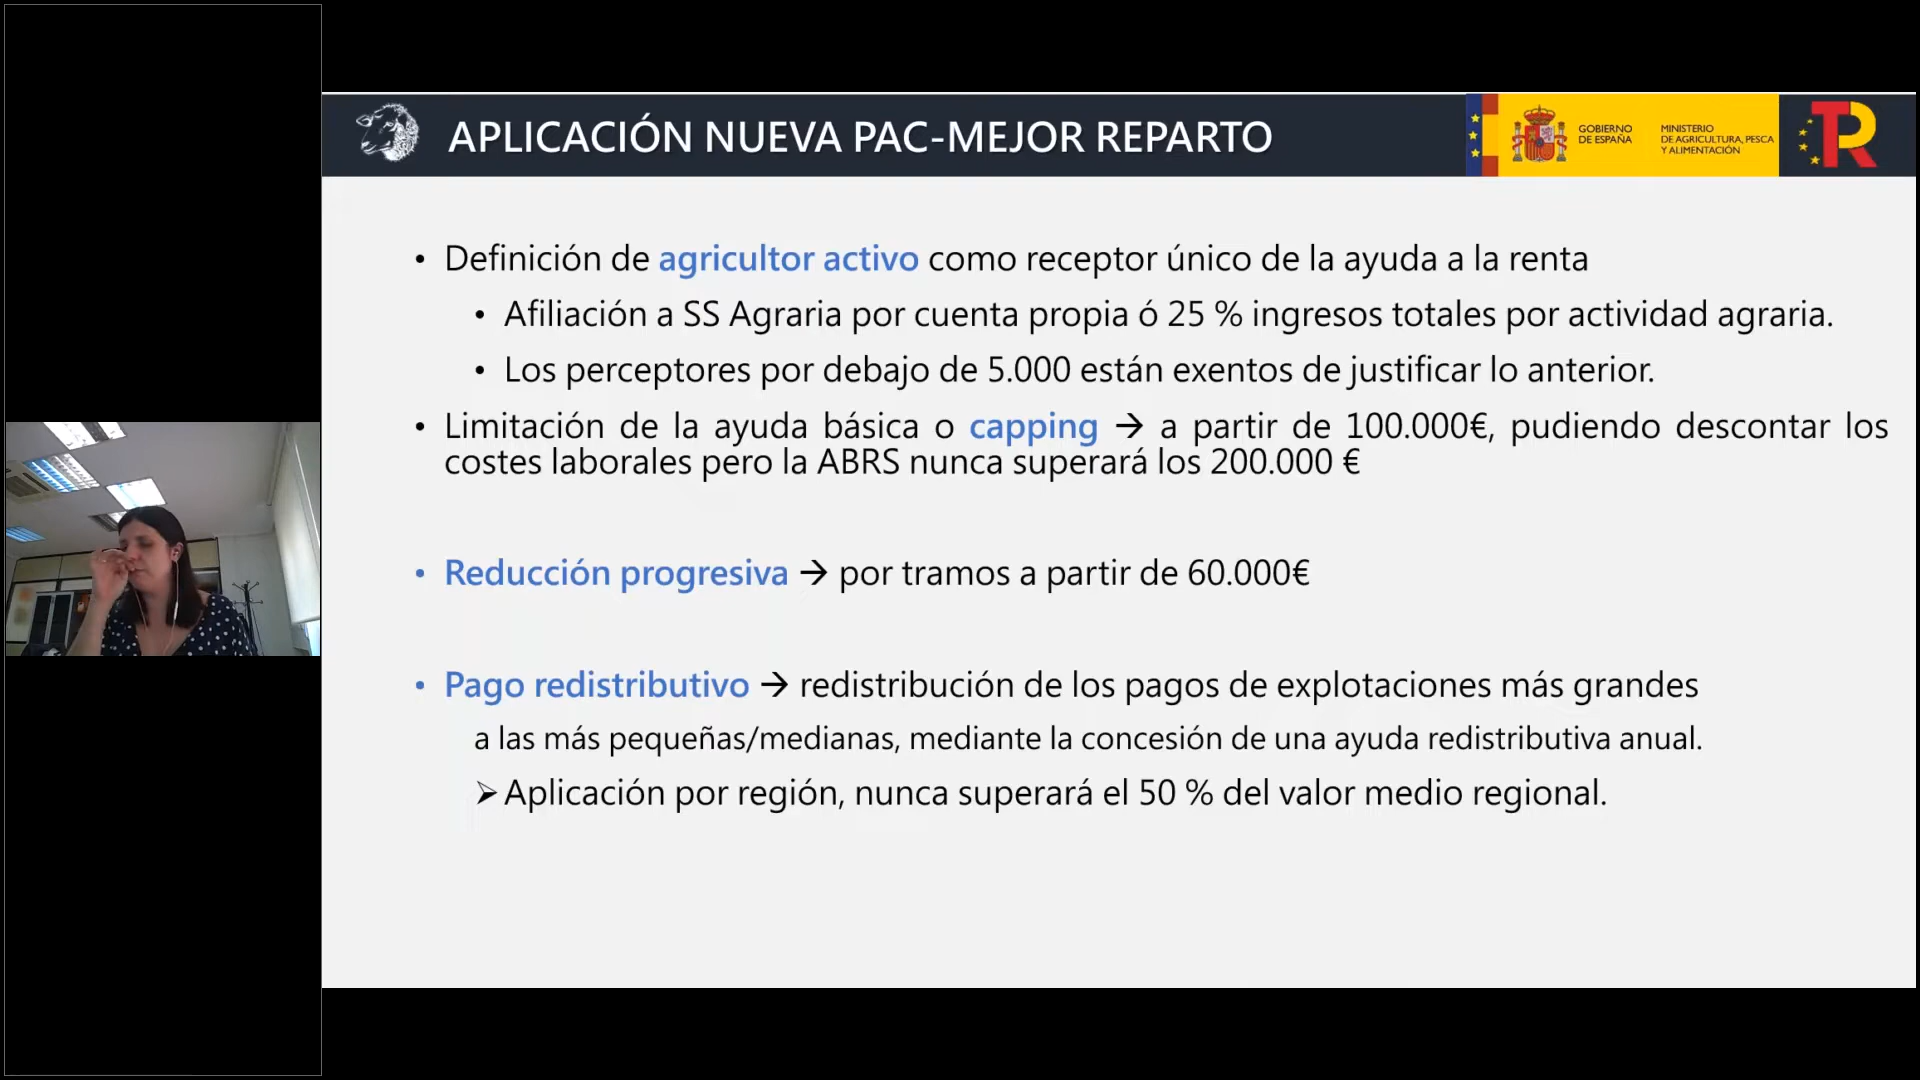 APLICACIÓN NUEVA PAC-MEJOR REPARTO
GOBIERNO
DE ESPAÑA
MINISTERIO
DE AGRICULTURA, PESCA
Y ALIMENTACIÓN
TR
• Definición de agricultor activo como receptor único de la ayuda a la renta
• Afiliación a SS Agraria por cuenta propia ó 25 % ingresos totales por actividad agraria.
• Los perceptores por debajo de 5.000 están exentos de justificar lo anterior.
• Limitación de la ayuda básica o capping → a partir de 100.000€, pudiendo descontar los
costes laborales pero la ABRS nunca superará los 200.000 €
• Reducción progresiva → por tramos a partir de 60.000€
• Pago redistributivo → redistribución de los pagos de explotaciones más grandes
a las más pequeñas/medianas, mediante la concesión de una ayuda redistributiva anual.
➢ Aplicación por región, nunca superará el 50 % del valor medio regional.